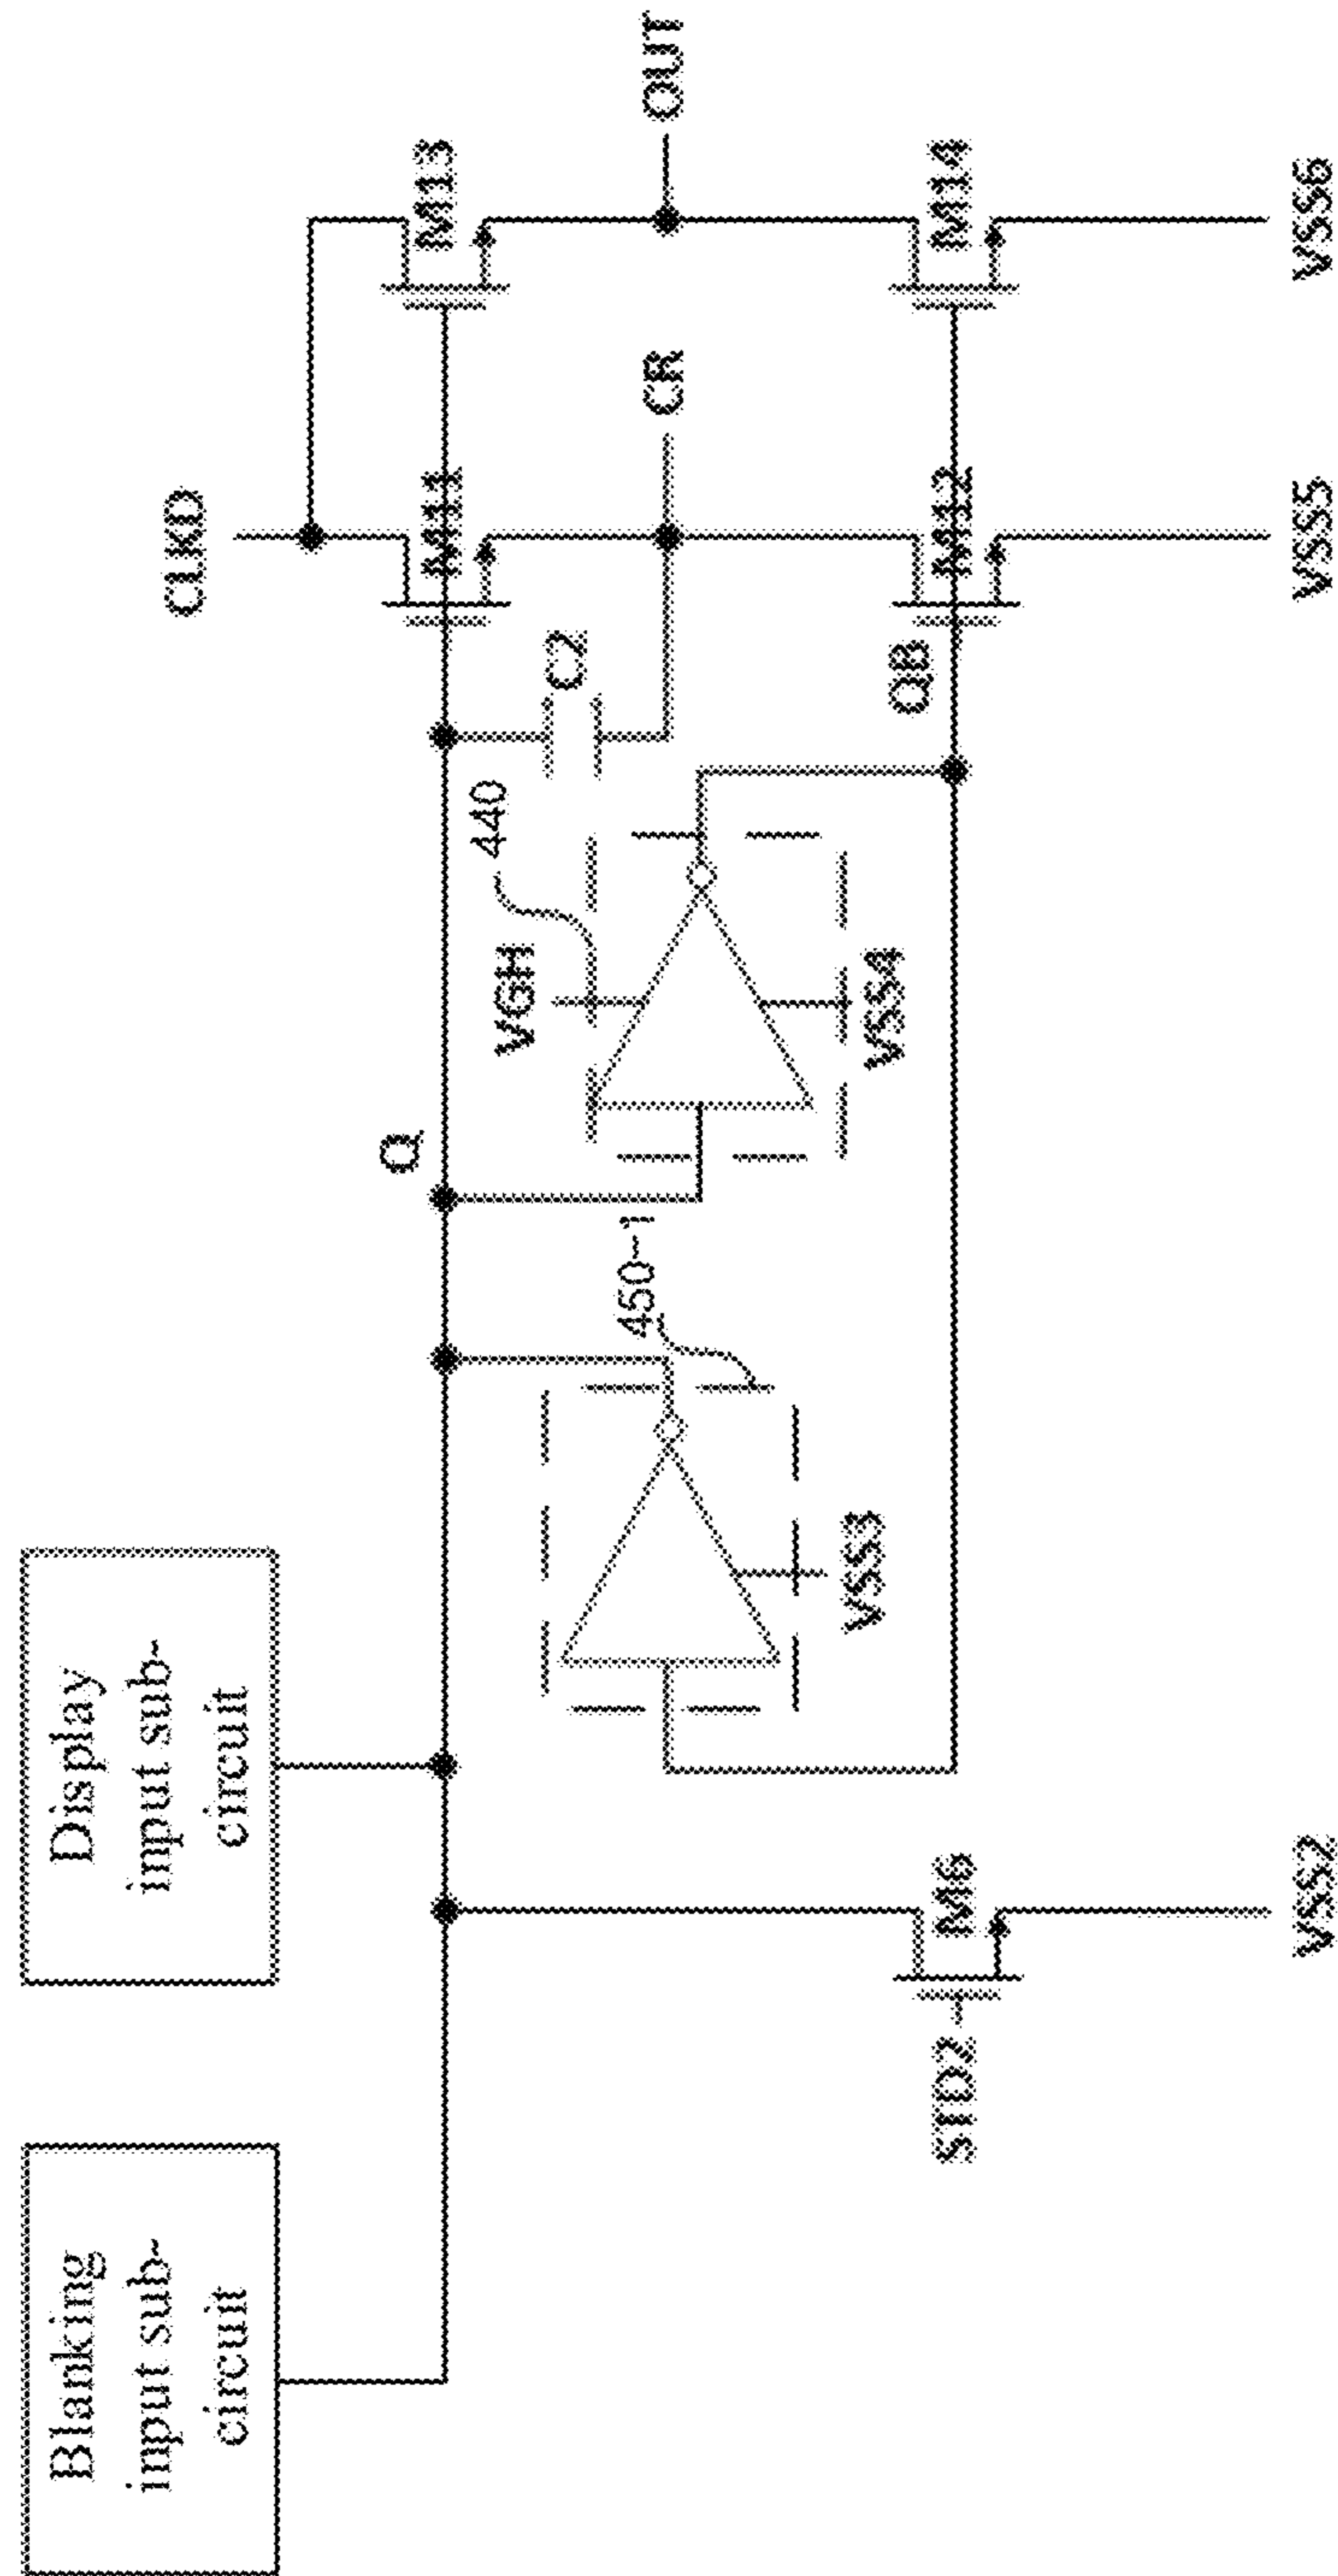 Blanking
input sub-
circuit
Display
input sub-
circuit
CLKD
Q
M11
M13
440
C2
VGH
450-1
CR
OUT
VSS3
VSS4
QB
STD2
M6
M12
M14
VSS2
VSS5
VSS6